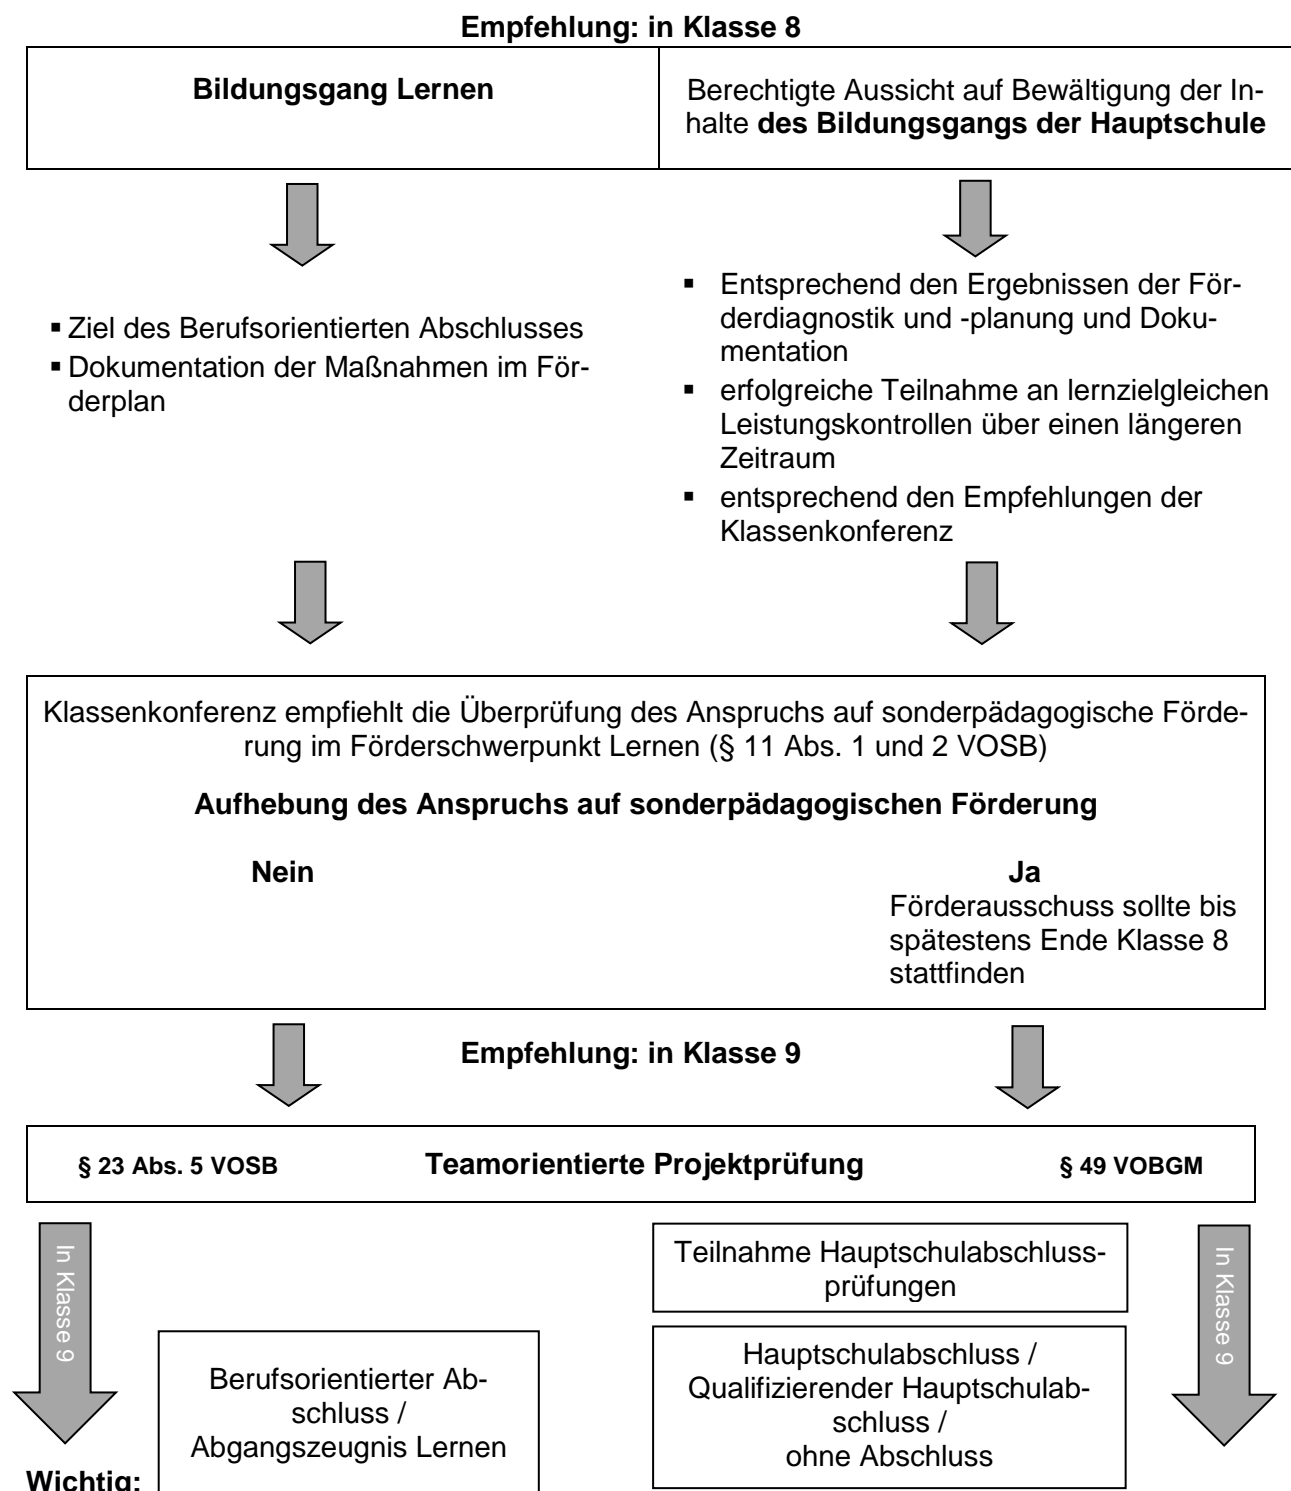 Empfehlung: in Klasse 8
Bildungsgang Lernen
Berechtigte Aussicht auf Bewältigung der In-
halte des Bildungsgangs der Hauptschule
▪ Ziel des Berufsorientierten Abschlusses
▪ Dokumentation der Maßnahmen im För-
derplan
▪ Entsprechend den Ergebnissen der För-
derdiagnostik und -planung und Doku-
mentation
▪ erfolgreiche Teilnahme an lernzielgleichen
Leistungskontrollen über einen längeren
Zeitraum
▪ entsprechend den Empfehlungen der
Klassenkonferenz
Klassenkonferenz empfiehlt die Überprüfung des Anspruchs auf sonderpädagogische Förde-
rung im Förderschwerpunkt Lernen (§ 11 Abs. 1 und 2 VOSB)
Aufhebung des Anspruchs auf sonderpädagogischen Förderung
Nein
Ja
Förderausschuss sollte bis
spätestens Ende Klasse 8
stattfinden
Empfehlung: in Klasse 9
§ 23 Abs. 5 VOSB Teamorientierte Projektprüfung § 49 VOBGM
In Klasse 9
Berufsorientierter Ab-
schluss /
Abgangszeugnis Lernen
Teilnahme Hauptschulabschluss-
prüfungen
Hauptschulabschluss /
Qualifizierender Hauptschulab-
schluss /
ohne Abschluss
In Klasse 9
Wichtig: